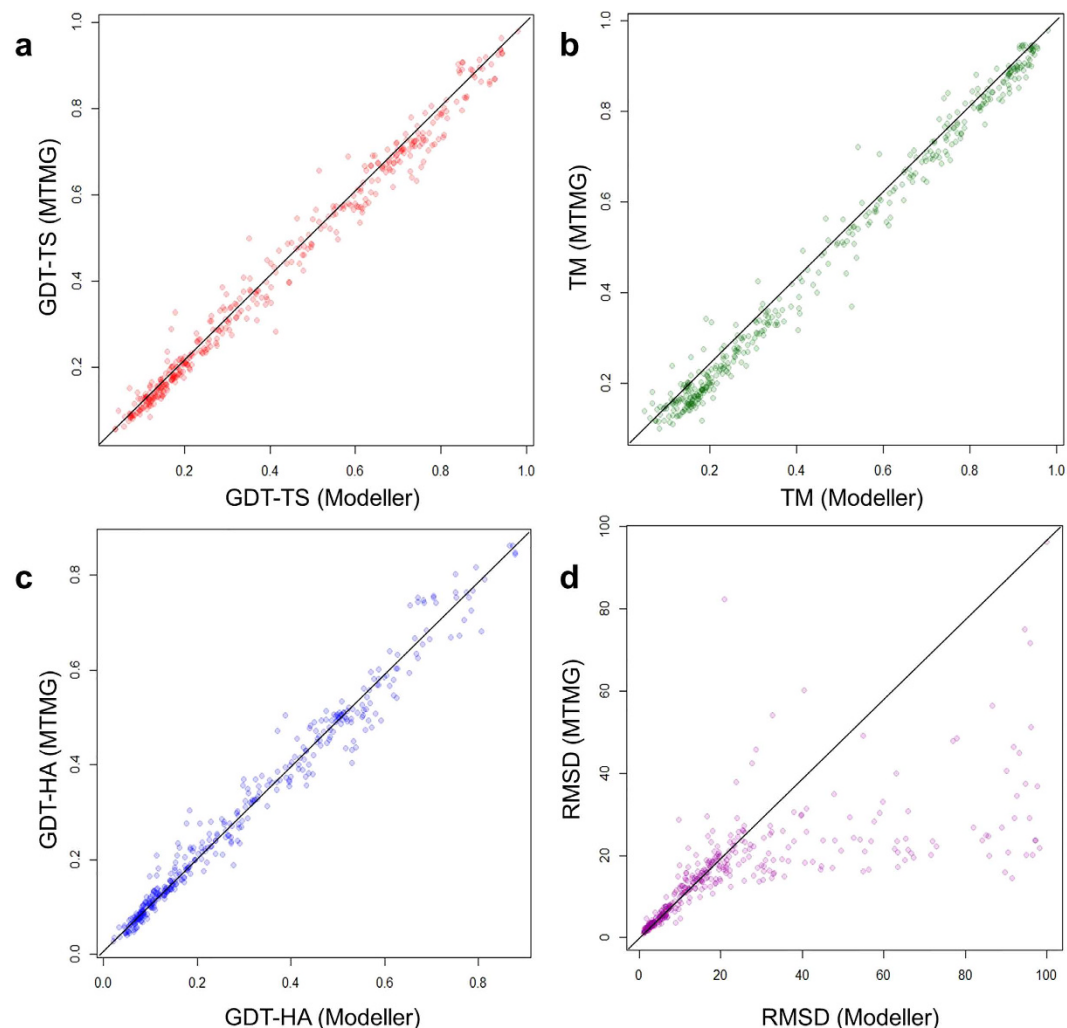 a
GDT-TS (MTMG)
1.0
0.8
0.6
0.4
0.2
0.2 0.4 0.6 0.8 1.0
GDT-TS (Modeller)
b
TM (MTMG)
1.0
0.8
0.6
0.4
0.2
0.2 0.4 0.6 0.8 1.0
TM (Modeller)
c
GDT-HA (MTMG)
0.8
0.6
0.4
0.2
0.0
0.0 0.2 0.4 0.6 0.8
GDT-HA (Modeller)
d
RMSD (MTMG)
100
80
60
40
20
0
0 20 40 60 80 100
RMSD (Modeller)